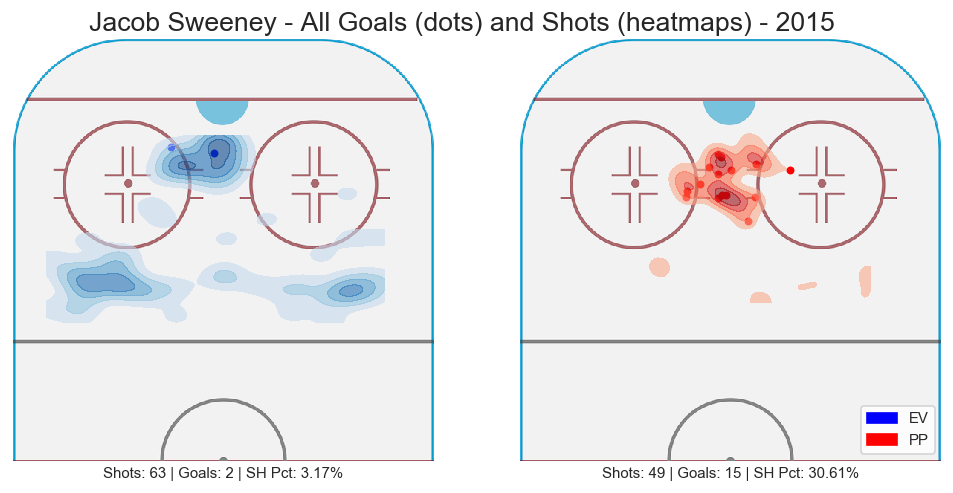 Jacob Sweeney - All Goals (dots) and Shots (heatmaps) - 2015
EV
PP
Shots: 63 | Goals: 2 | SH Pct: 3.17%
Shots: 49 | Goals: 15 | SH Pct: 30.61%